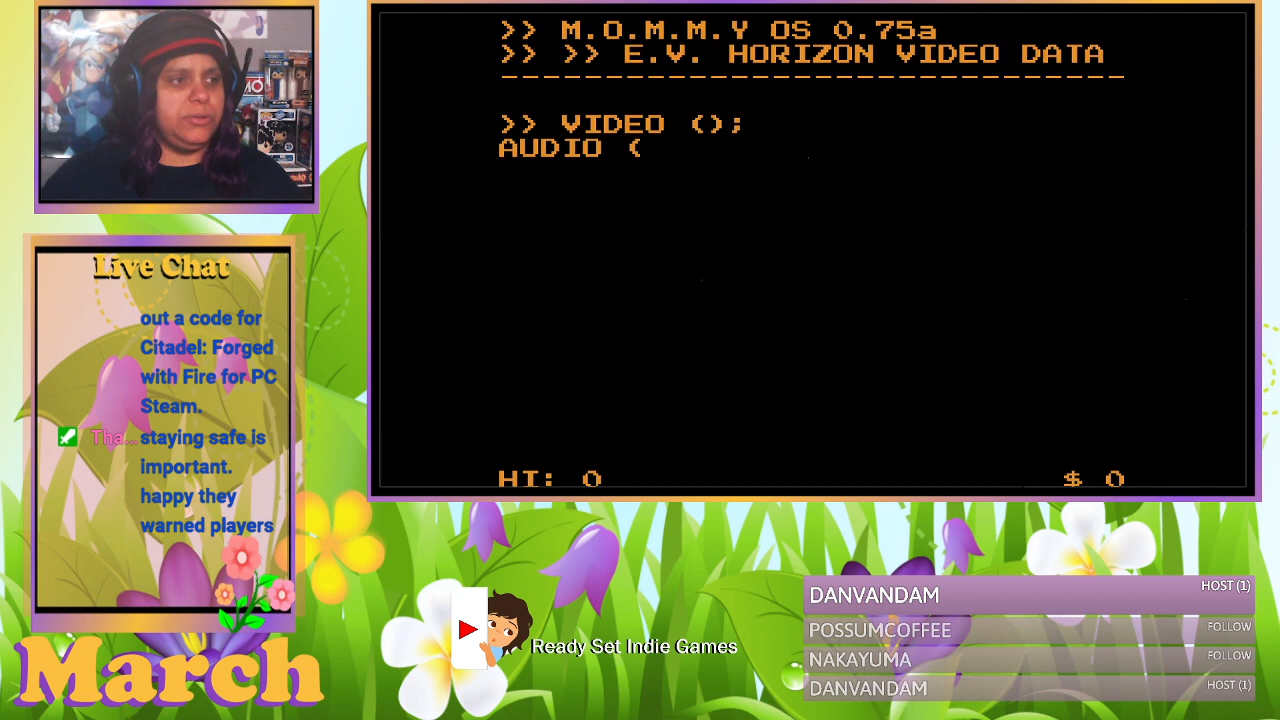 >> M.O.M.M.Y OS 0.75a
>> >> E.V. HORIZON VIDEO DATA
------------------------------
>> VIDEO ();
AUDIO (
HI: 0
$ 0
Live Chat
out a code for
Citadel: Forged
with Fire for PC
Steam.
Tha... staying safe is
important.
happy they
warned players
March
Ready Set Indie Games
DANVANDAM HOST (1)
POSSUMCOFFEE FOLLOW
NAKAYUMA FOLLOW
DANVANDAM HOST (1)